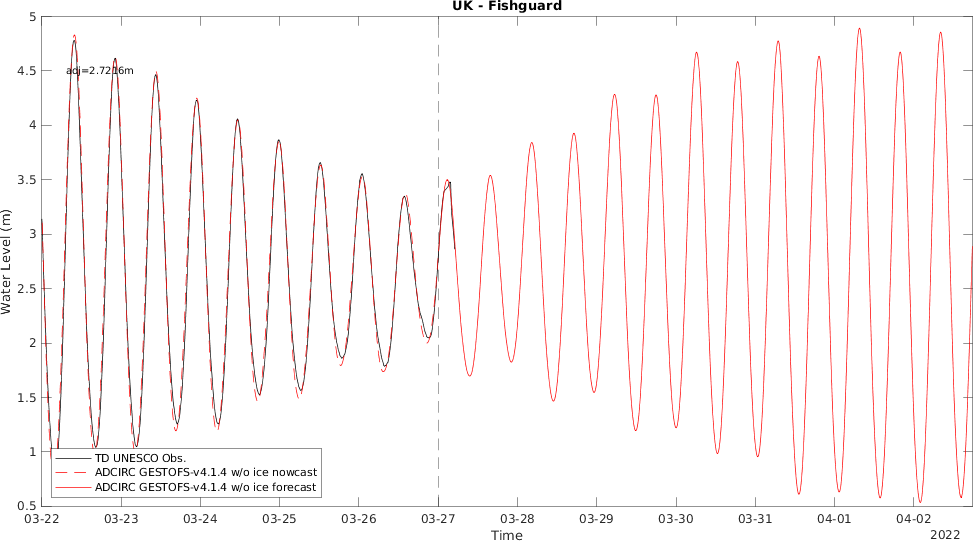 UK - Fishguard
5
4.5
4
3.5
3
2.5
2
1.5
1
0.5
Water Level (m)
adj=2.7216m
TD UNESCO Obs.
ADCIRC GESTOFS-v4.1.4 w/o ice nowcast
ADCIRC GESTOFS-v4.1.4 w/o ice forecast
03-22 03-23 03-24 03-25 03-26 03-27 03-28 03-29 03-30 03-31 04-01 04-02
Time
2022